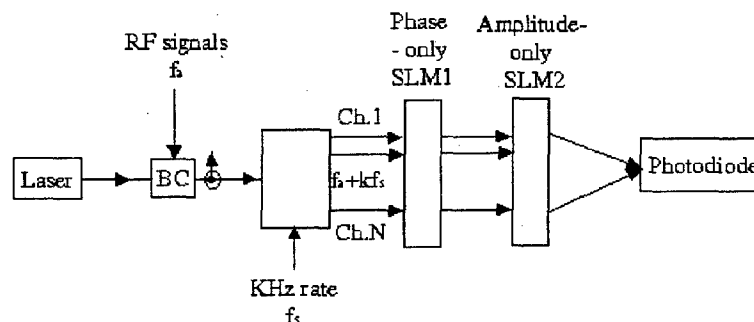 RF signals
fa
Phase
- only
SLM1
Amplitude-
only
SLM2
Ch.1
Laser
BC
fa+kfs
Photodiode
Ch.N
KHz rate
fs